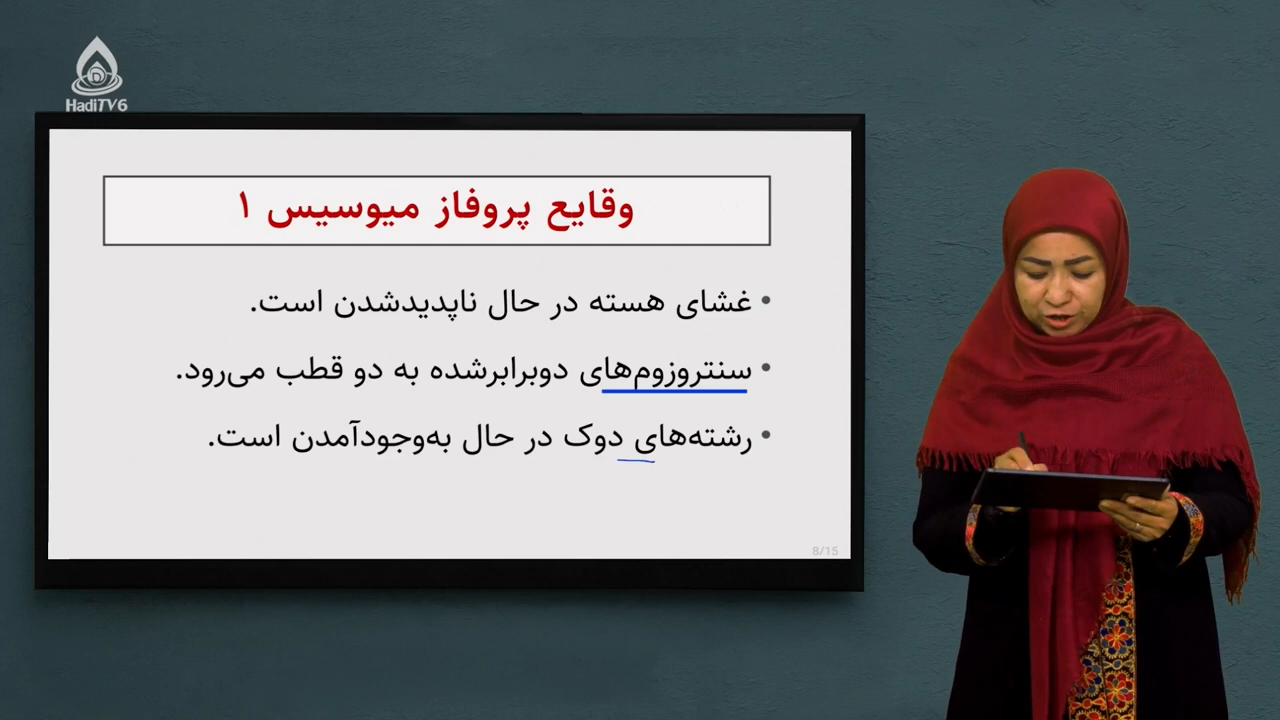 HadiTV6
وقایع پروفاز میوسیس ۱
• غشای هسته در حال ناپدیدشدن است.
• سنتروزوم‌های دوبرابرشده به دو قطب می‌رود.
• رشته‌های دوک در حال به‌وجودآمدن است.
8/15